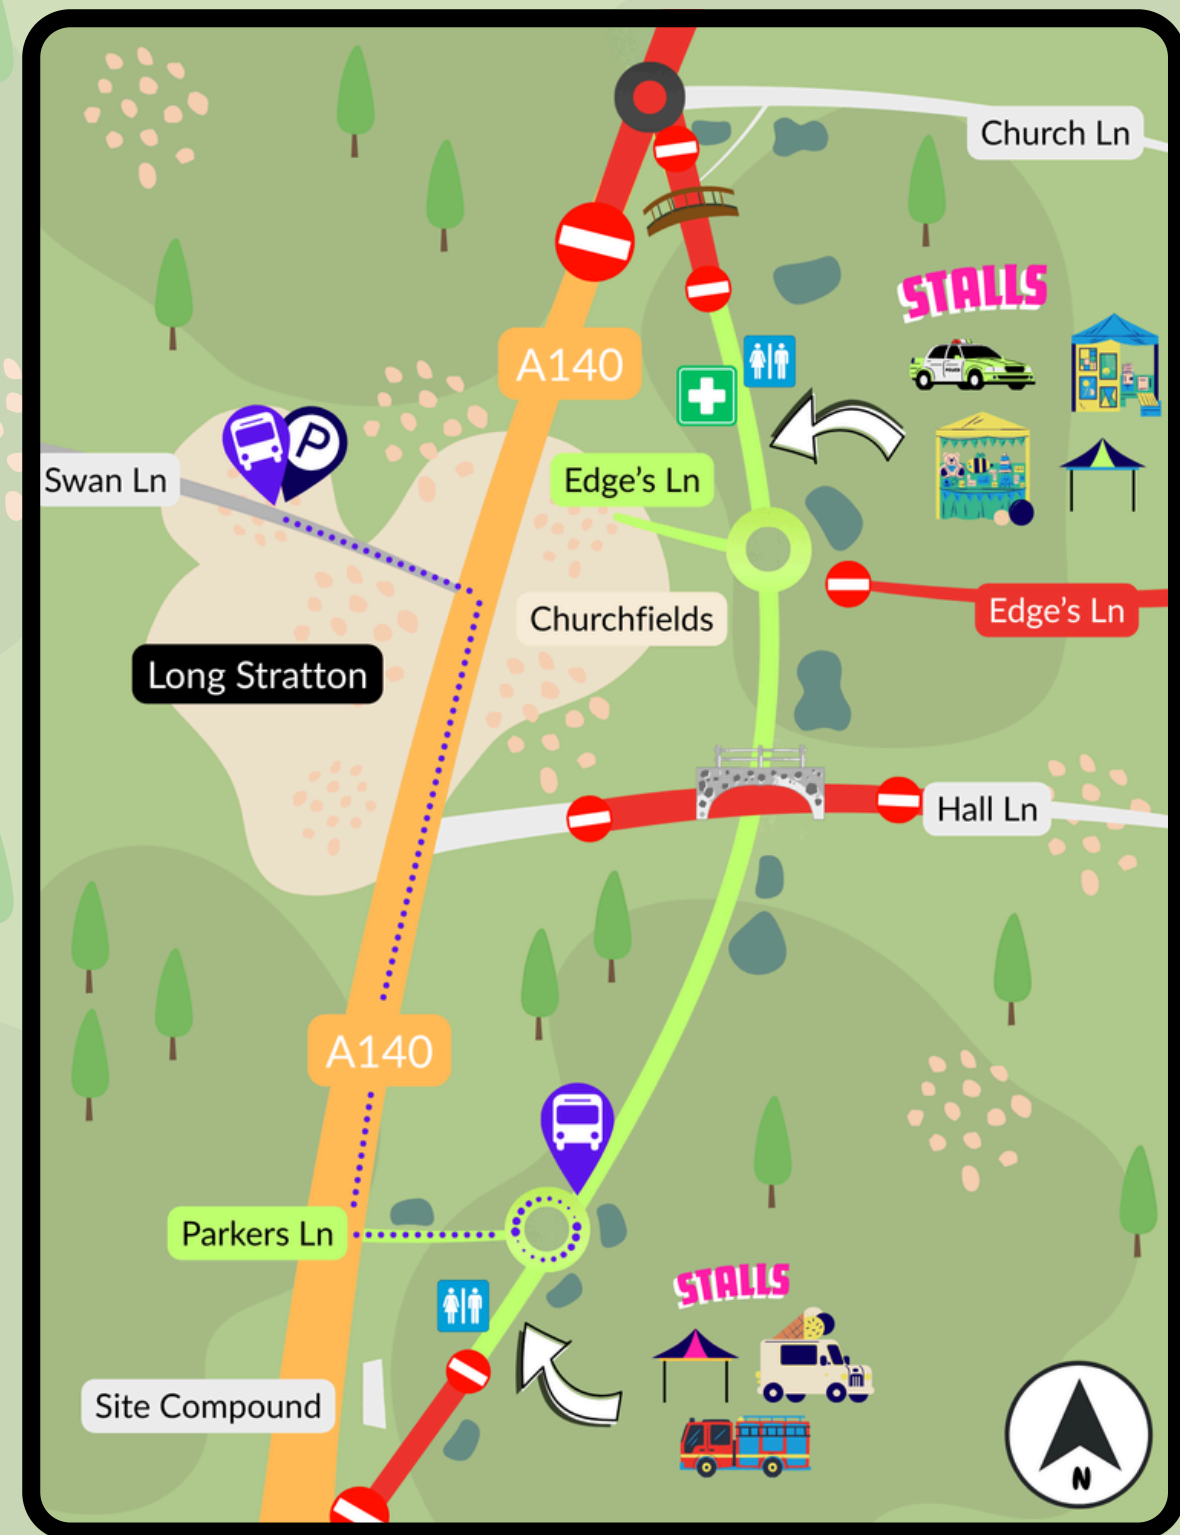 Church Ln
STALLS
POLICE
A140
P
Swan Ln
Edge's Ln
Edge's Ln
Churchfields
Long Stratton
Hall Ln
A140
Parkers Ln
STALLS
Site Compound
N